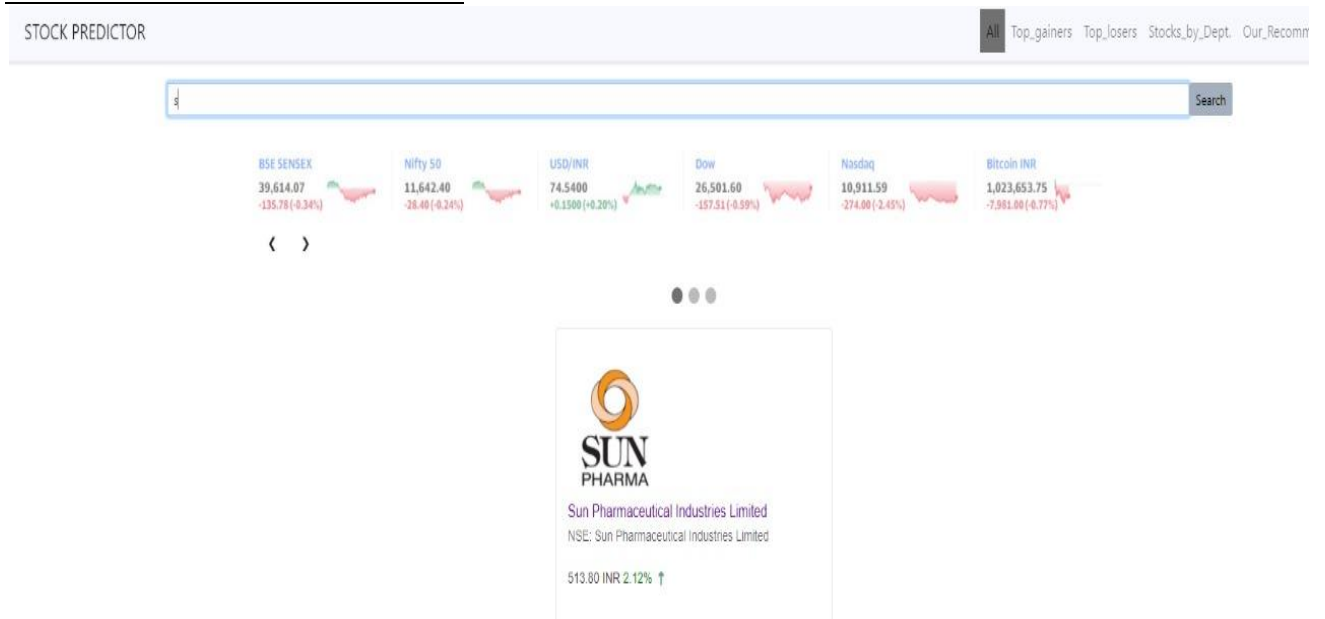 STOCK PREDICTOR All Top_gainers Top_losers Stocks_by_Dept. Our_Recomm
s Search
BSE SENSEX Nifty 50 USD/INR Dow Nasdaq Bitcoin INR
39,614.07 11,642.40 74.5400 26,501.60 10,911.59 1,023,653.75
-135.78 (-0.34%) -28.40 (-0.24%) +0.1500 (+0.20%) -157.51 (-0.59%) -274.00 (-2.45%) -7,981.00 (-0.77%)
SUN
PHARMA
Sun Pharmaceutical Industries Limited
NSE: Sun Pharmaceutical Industries Limited
513.80 INR 2.12% ↑